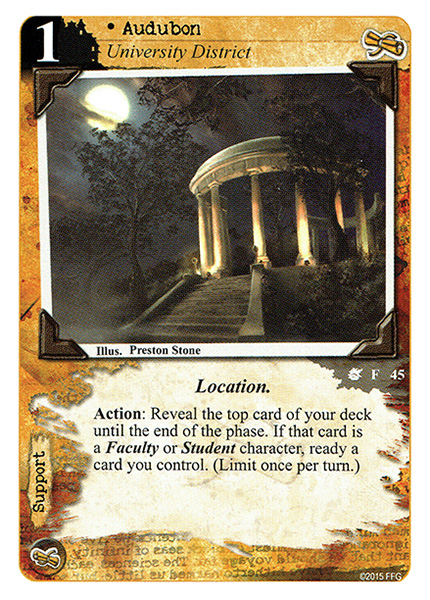 1
• Audubon
University District
Illus. Preston Stone
F 45
Location.
Action: Reveal the top card of your deck
until the end of the phase. If that card is
a Faculty or Student character, ready a
card you control. (Limit once per turn.)
Support
©2015 FFG